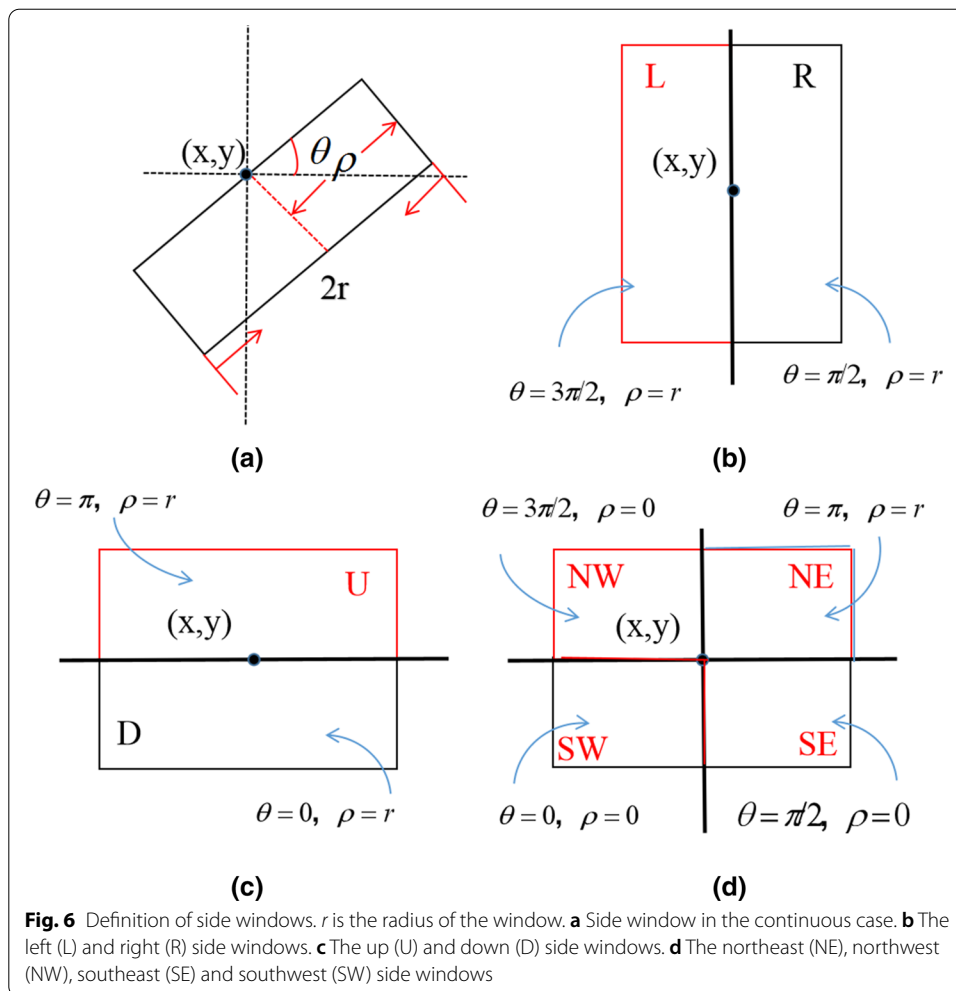 (x,y)
θ
ρ
2r
(a)
L
R
(x,y)
θ = 3π/2, ρ = r
θ = π/2, ρ = r
(b)
θ = π, ρ = r
U
(x,y)
D
θ = 0, ρ = r
(c)
θ = 3π/2, ρ = 0
θ = π, ρ = r
NW
NE
(x,y)
SW
SE
θ = 0, ρ = 0
θ = π/2, ρ = 0
(d)
Fig. 6 Definition of side windows. r is the radius of the window. a Side window in the continuous case. b The
left (L) and right (R) side windows. c The up (U) and down (D) side windows. d The northeast (NE), northwest
(NW), southeast (SE) and southwest (SW) side windows